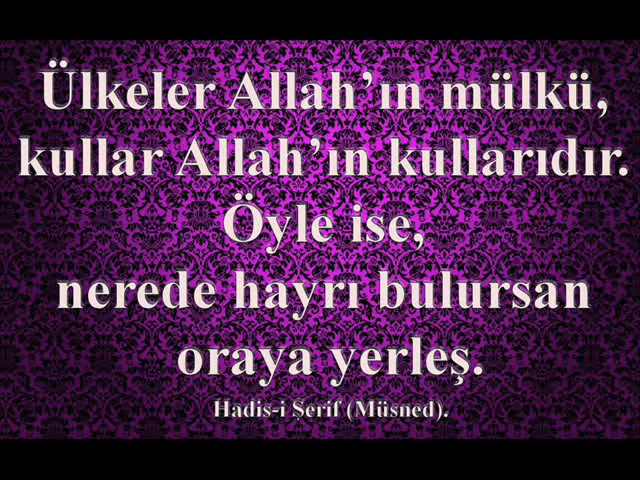 Ülkeler Allah’ın mülkü,
kullar Allah’ın kullarıdır.
Öyle ise,
nerede hayrı bulursan
oraya yerleş.
Hadis-i Şerif (Müsned).